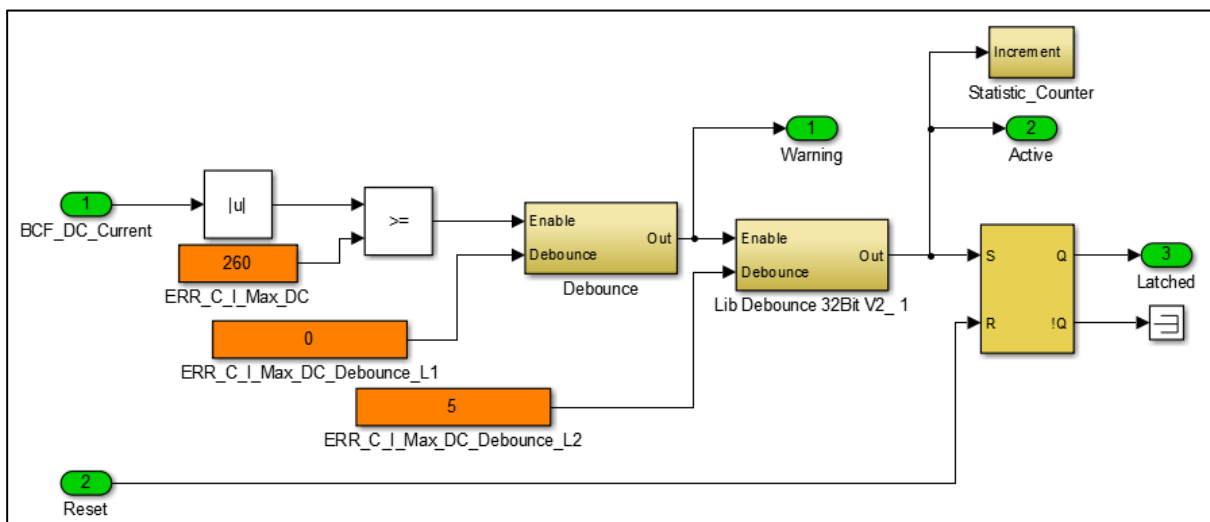 Increment
Statistic_Counter
1
Warning
2
Active
1
BCF_DC_Current
|u|
>=
260
ERR_C_I_Max_DC
Enable
Debounce
Out
Debounce
Enable
Debounce
Out
Lib Debounce 32Bit V2_ 1
S
R
Q
!Q
3
Latched
0
ERR_C_I_Max_DC_Debounce_L1
5
ERR_C_I_Max_DC_Debounce_L2
2
Reset